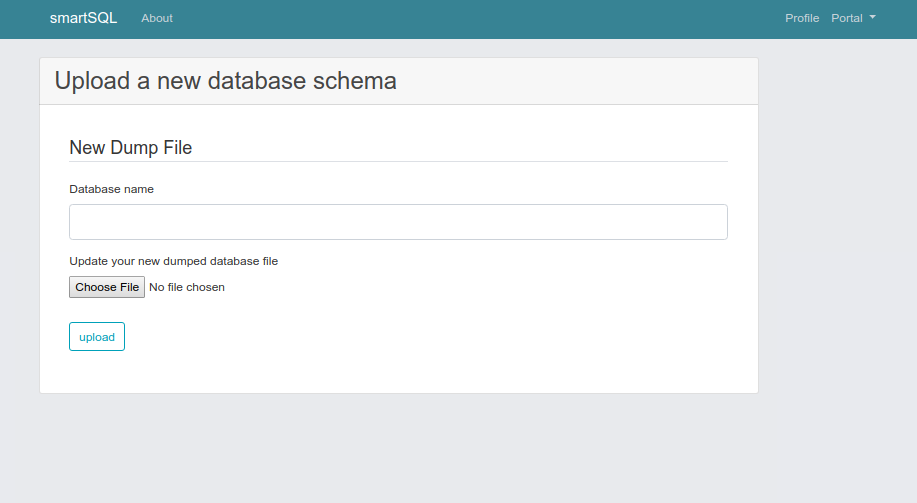 smartSQL About Profile Portal
Upload a new database schema
New Dump File
Database name
Update your new dumped database file
Choose File No file chosen
upload